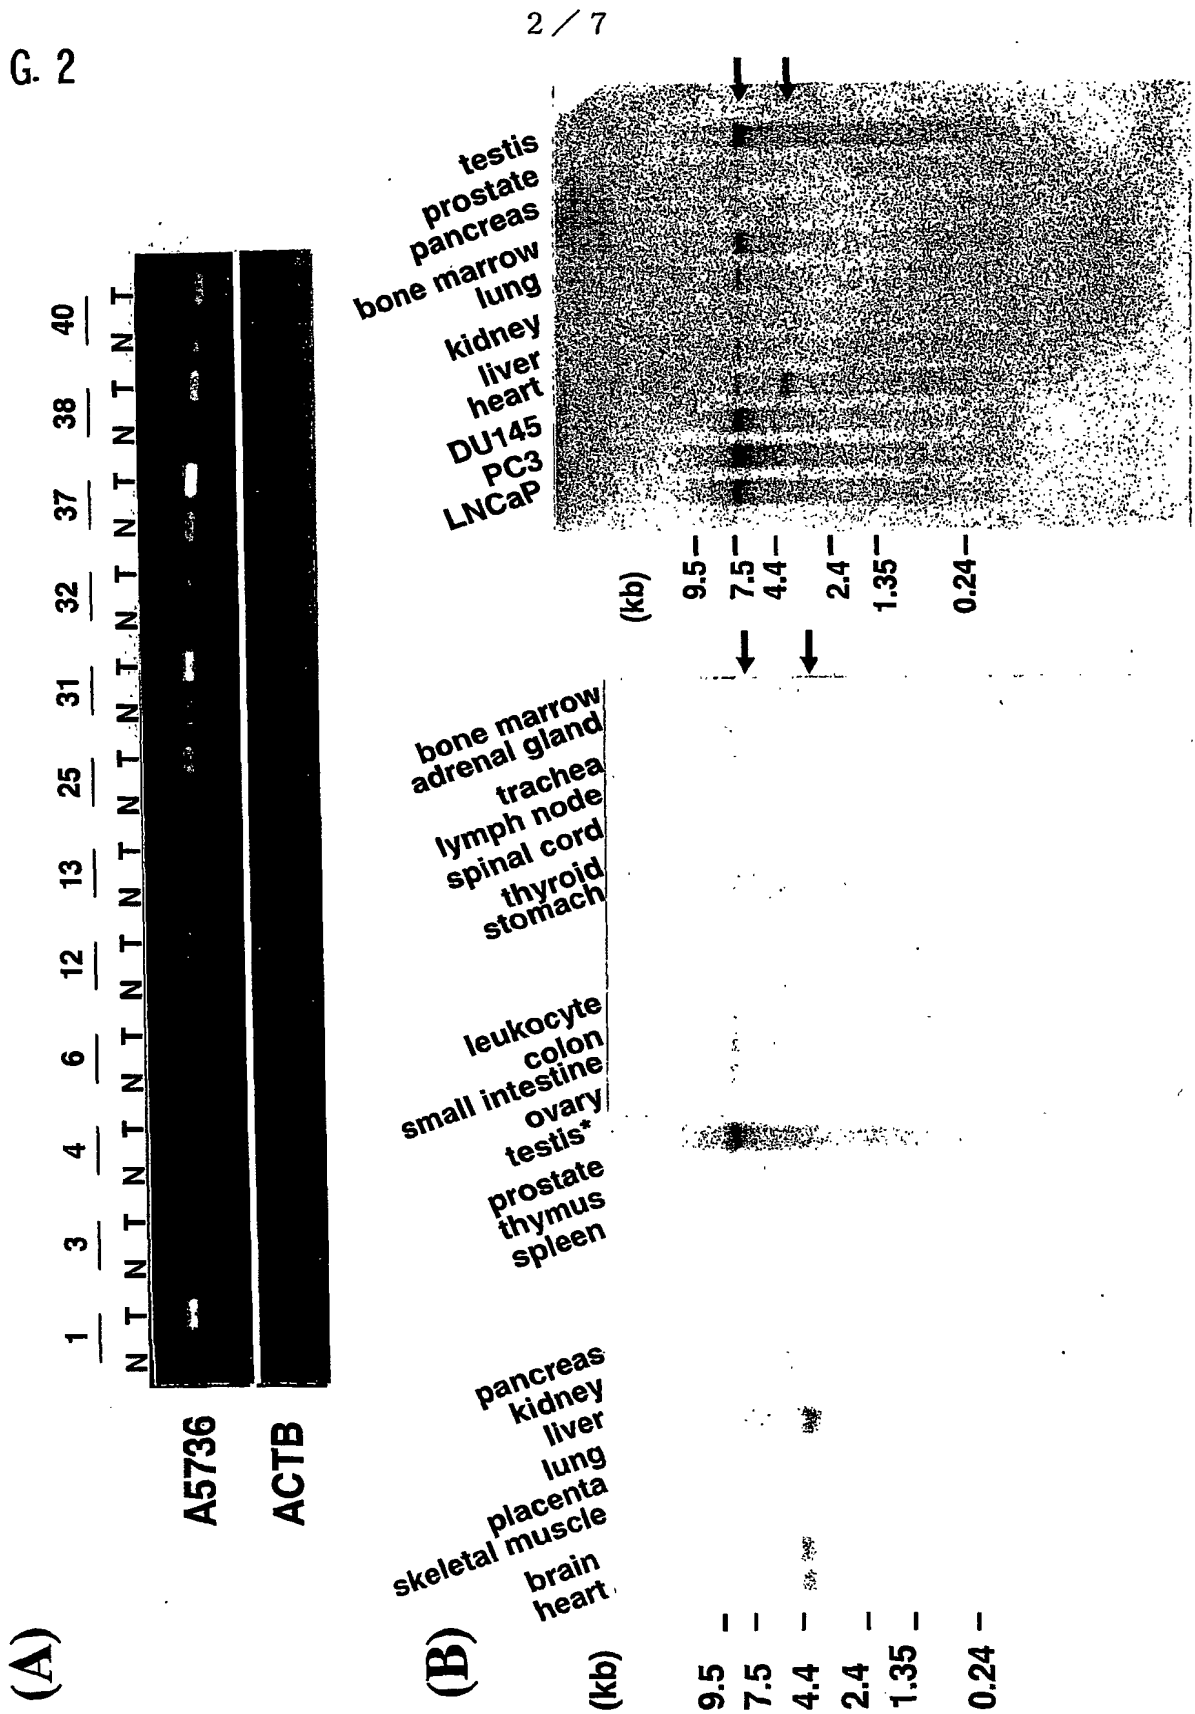 2 / 7
G. 2
(A)
1 3 4 6 12 13 25 31 32 37 38 40
N T N T N T N T N T N T N T N T N T N T N T N T
A5736
ACTB
(B)
(kb)
heart
brain
skeletal muscle
placenta
lung
liver
kidney
pancreas
spleen
thymus
prostate
testis*
ovary
small intestine
colon
leukocyte
stomach
thyroid
spinal cord
lymph node
trachea
adrenal gland
bone marrow
9.5
7.5
4.4
2.4
1.35
0.24
(kb)
LNCaP
PC3
DU145
heart
liver
kidney
lung
bone marrow
pancreas
prostate
testis
9.5
7.5
4.4
2.4
1.35
0.24